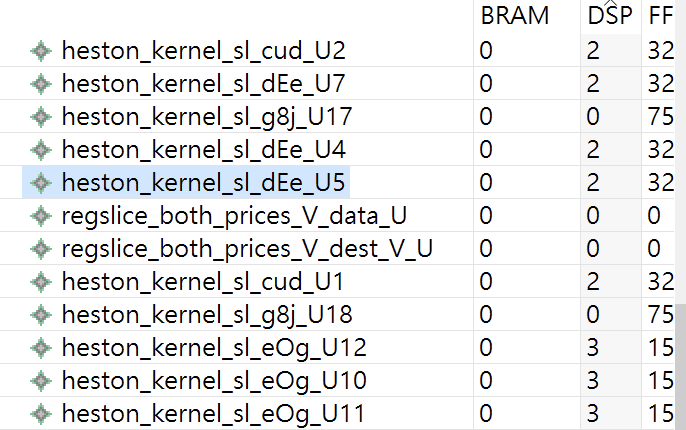 BRAM DSP FF
heston_kernel_sl_cud_U2 0 2 32
heston_kernel_sl_dEe_U7 0 2 32
heston_kernel_sl_g8j_U17 0 0 75
heston_kernel_sl_dEe_U4 0 2 32
heston_kernel_sl_dEe_U5 0 2 32
regslice_both_prices_V_data_U 0 0 0
regslice_both_prices_V_dest_V_U 0 0 0
heston_kernel_sl_cud_U1 0 2 32
heston_kernel_sl_g8j_U18 0 0 75
heston_kernel_sl_eOg_U12 0 3 15
heston_kernel_sl_eOg_U10 0 3 15
heston_kernel_sl_eOg_U11 0 3 15